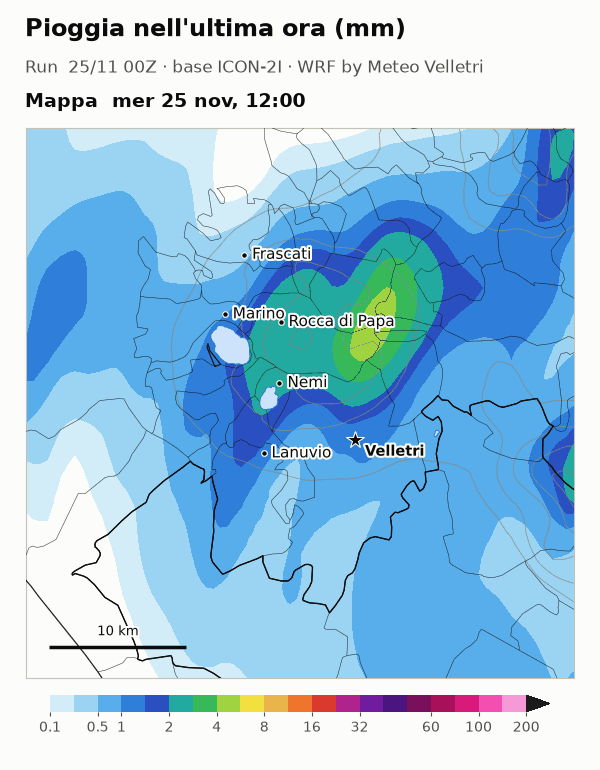 Pioggia nell'ultima ora (mm)
Run  25/11 00Z · base ICON-2I · WRF by Meteo Velletri
Mappa  mer 25 nov, 12:00
Frascati
Marino
Rocca di Papa
Nemi
Velletri
Lanuvio
10 km
0.1 0.5 1 2 4 8 16 32 60 100 200